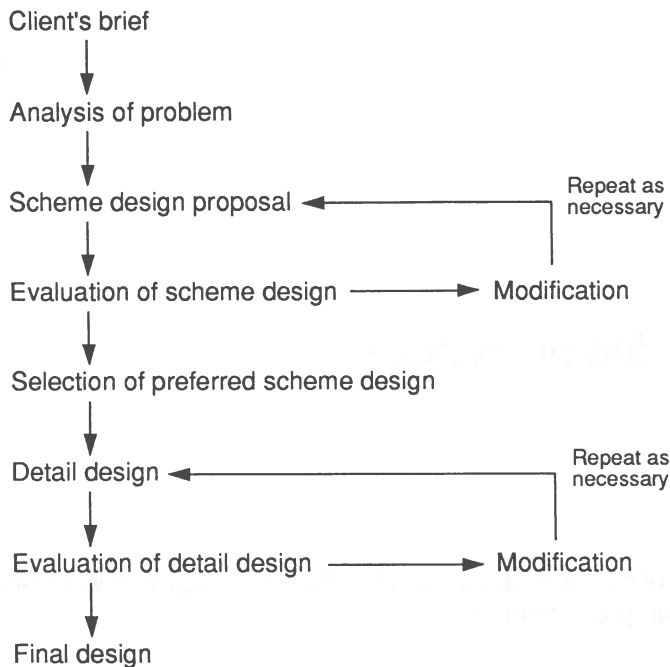 Client's brief
Analysis of problem
Repeat as
necessary
Scheme design proposal
Evaluation of scheme design
Modification
Selection of preferred scheme design
Repeat as
necessary
Detail design
Evaluation of detail design
Modification
Final design